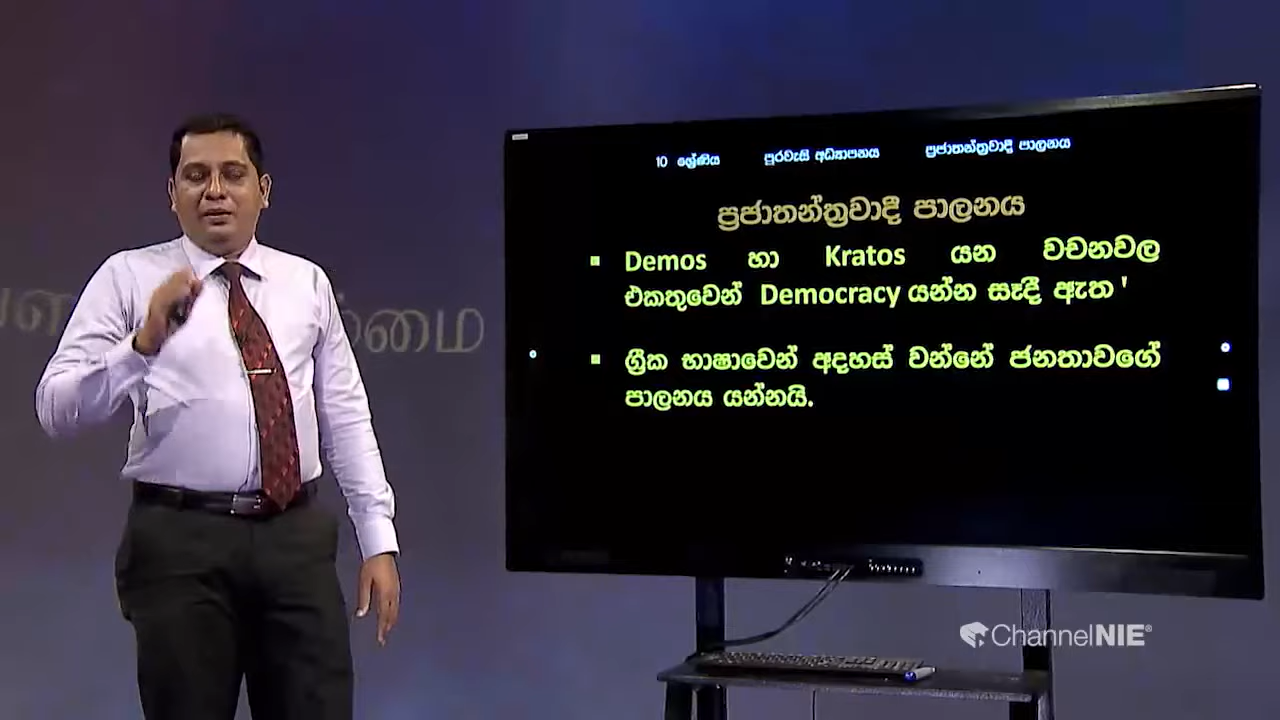 10 ශ්‍රේණිය පුරවැසි අධ්‍යාපනය ප්‍රජාතන්ත්‍රවාදී පාලනය
ප්‍රජාතන්ත්‍රවාදී පාලනය
▪ Demos හා Kratos යන වචනවල
එකතුවෙන් Democracy යන්න සෑදී ඇත '
▪ ග්‍රීක භාෂාවෙන් අදහස් වන්නේ ජනතාවගේ
පාලනය යන්නයි.
ChannelNIE®